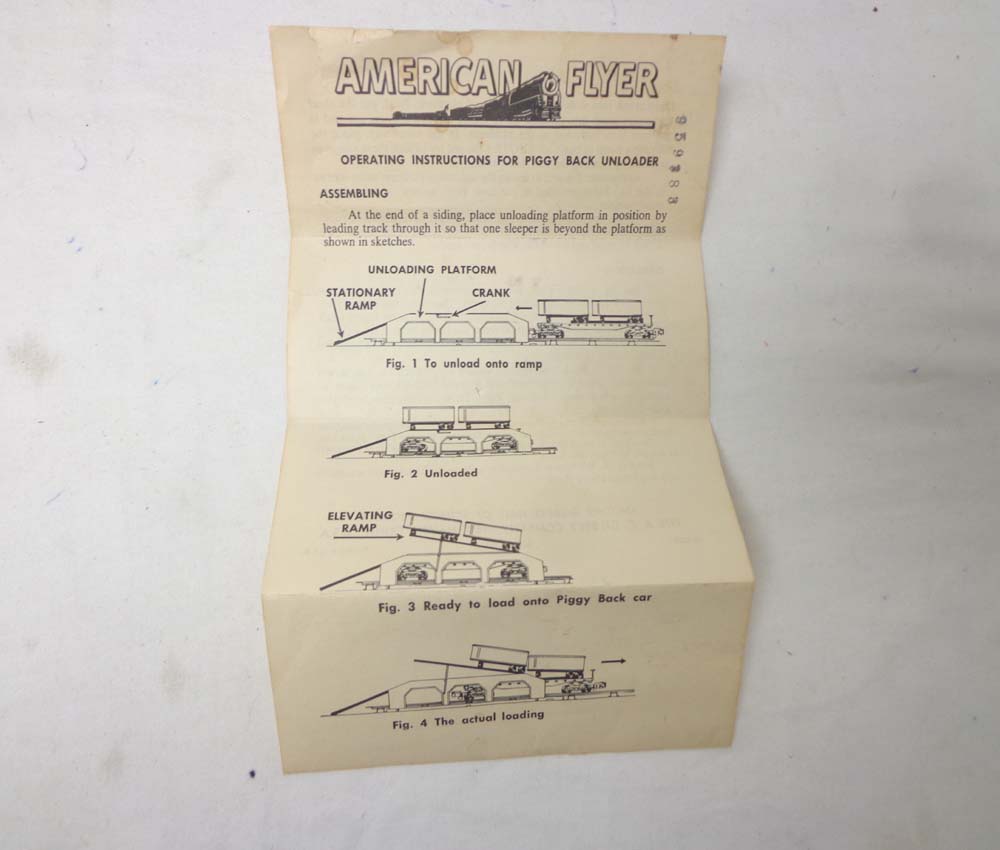 AMERICAN FLYER
OPERATING INSTRUCTIONS FOR PIGGY BACK UNLOADER
ASSEMBLING
At the end of a siding, place unloading platform in position by
leading track through it so that one sleeper is beyond the platform as
shown in sketches.
UNLOADING PLATFORM
STATIONARY
RAMP
CRANK
Fig. 1 To unload onto ramp
Fig. 2 Unloaded
ELEVATING
RAMP
Fig. 3 Ready to load onto Piggy Back car
Fig. 4 The actual loading